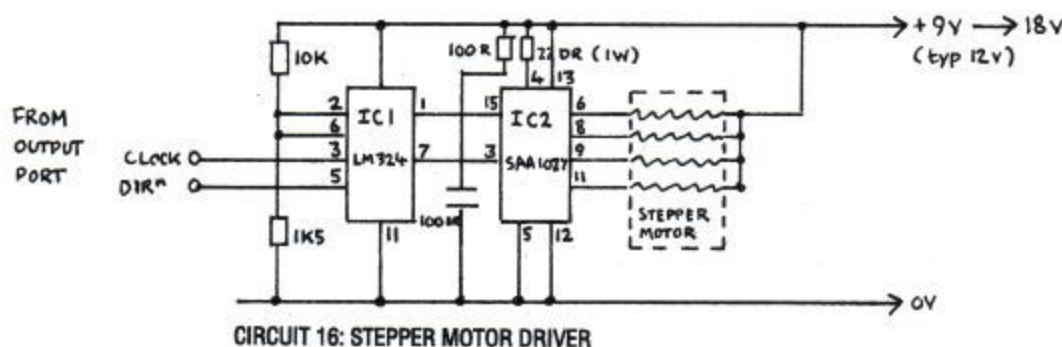 +9V → 18V
(typ 12v)
10K
100R
22 DR (1W)
4 13
FROM
OUTPUT
PORT
2
6
3
5
IC1
LM324
1
7
15
3
IC2
SAA1027
6
8
9
11
CLOCK
DIRⁿ
STEPPER
MOTOR
1K5
11
5
12
0V
CIRCUIT 16: STEPPER MOTOR DRIVER